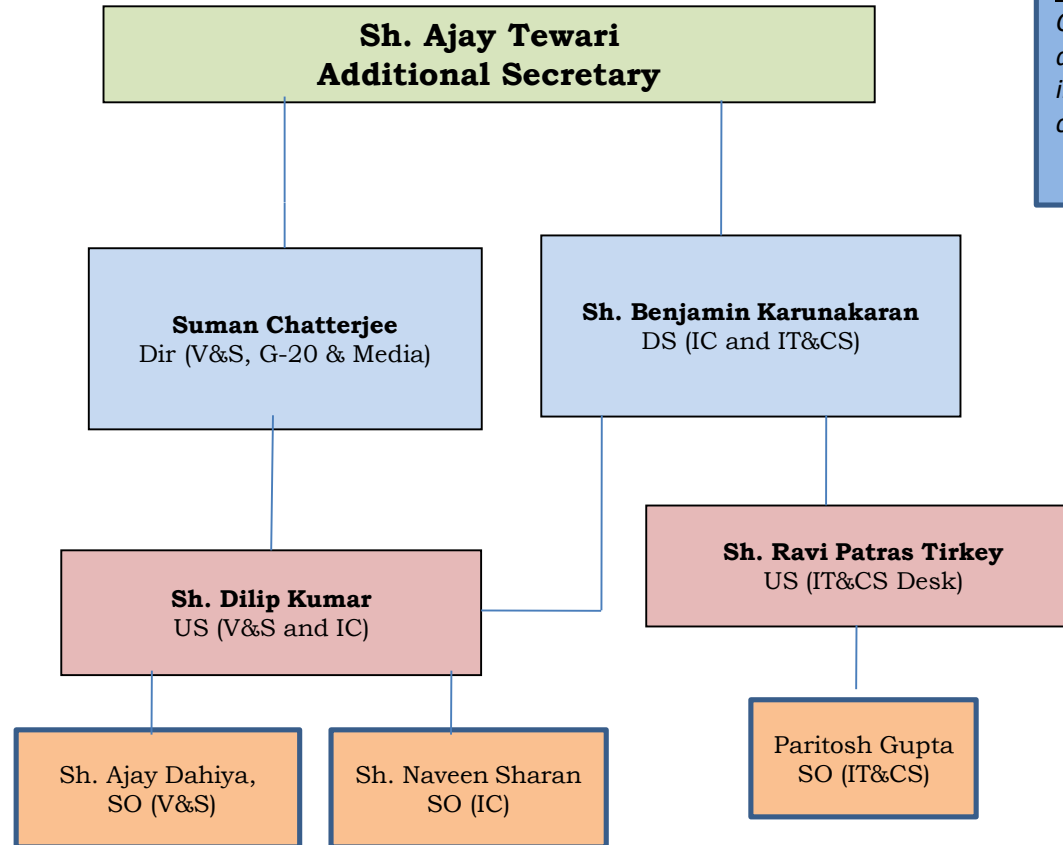 Sh. Ajay Tewari
Additional Secretary
Suman Chatterjee
Dir (V&S, G-20 & Media)
Sh. Benjamin Karunakaran
DS (IC and IT&CS)
Sh. Dilip Kumar
US (V&S and IC)
Sh. Ravi Patras Tirkey
US (IT&CS Desk)
Sh. Ajay Dahiya,
SO (V&S)
Sh. Naveen Sharan
SO (IC)
Paritosh Gupta
SO (IT&CS)